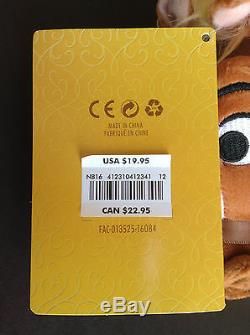 CE
MADE IN CHINA
FABRIQUÉ EN CHINE
USA $19.95
NB16 412310412341 12
CAN $22.95
FAC-013525-16084